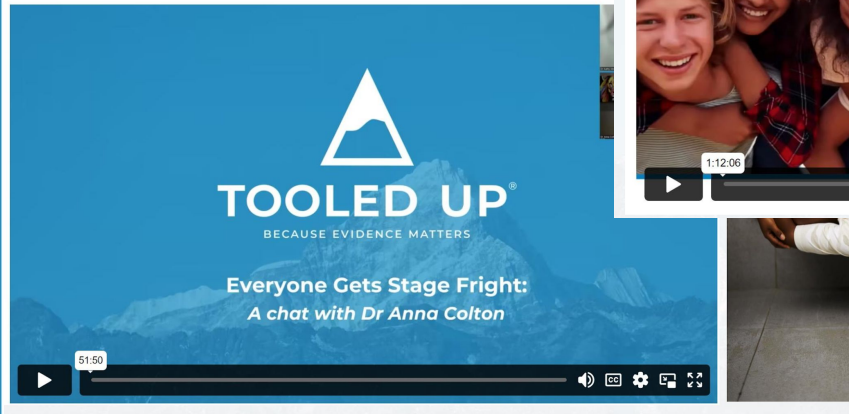 TOOLED UP®
BECAUSE EVIDENCE MATTERS
Everyone Gets Stage Fright:
A chat with Dr Anna Colton
51:50
CC
1:12:06